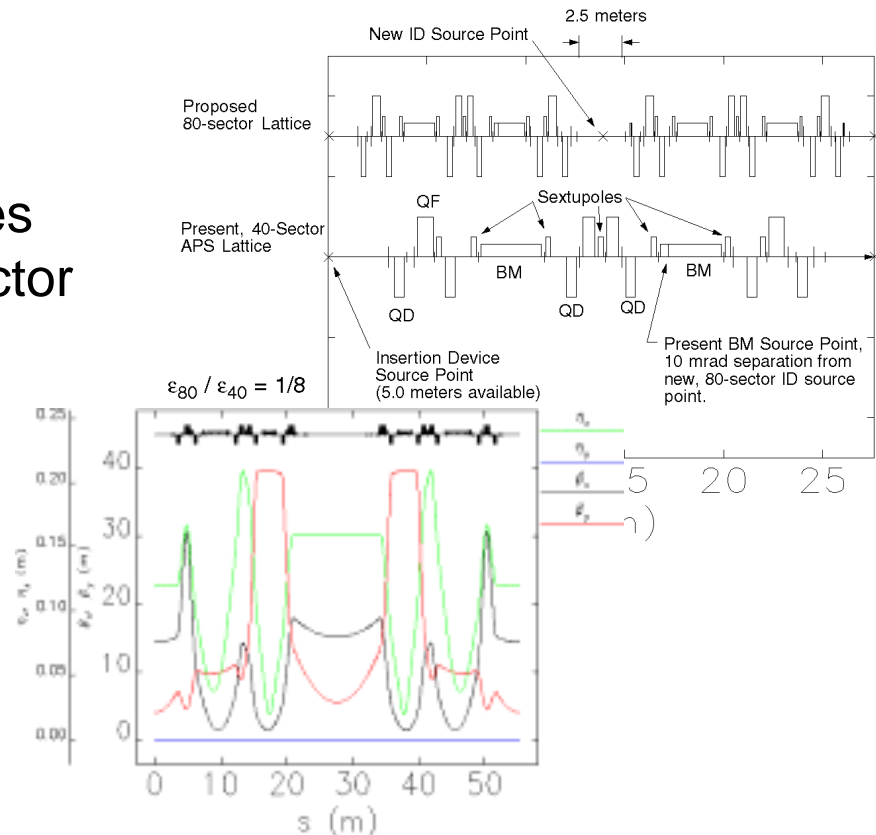 2.5 meters
New ID Source Point
Proposed
80-sector Lattice
es
ctor
QF
Sextupoles
Present, 40-Sector
APS Lattice
BM
BM
QD
QD
QD
Insertion Device
Source Point
(5.0 meters available)
Present BM Source Point,
10 mrad separation from
new, 80-sector ID source
point.
ε80 / ε40 = 1/8
0.25
0.20
0.15
0.10
0.05
0.00
40
30
20
10
0
0 10 20 30 40 50
s (m)
5 20 25